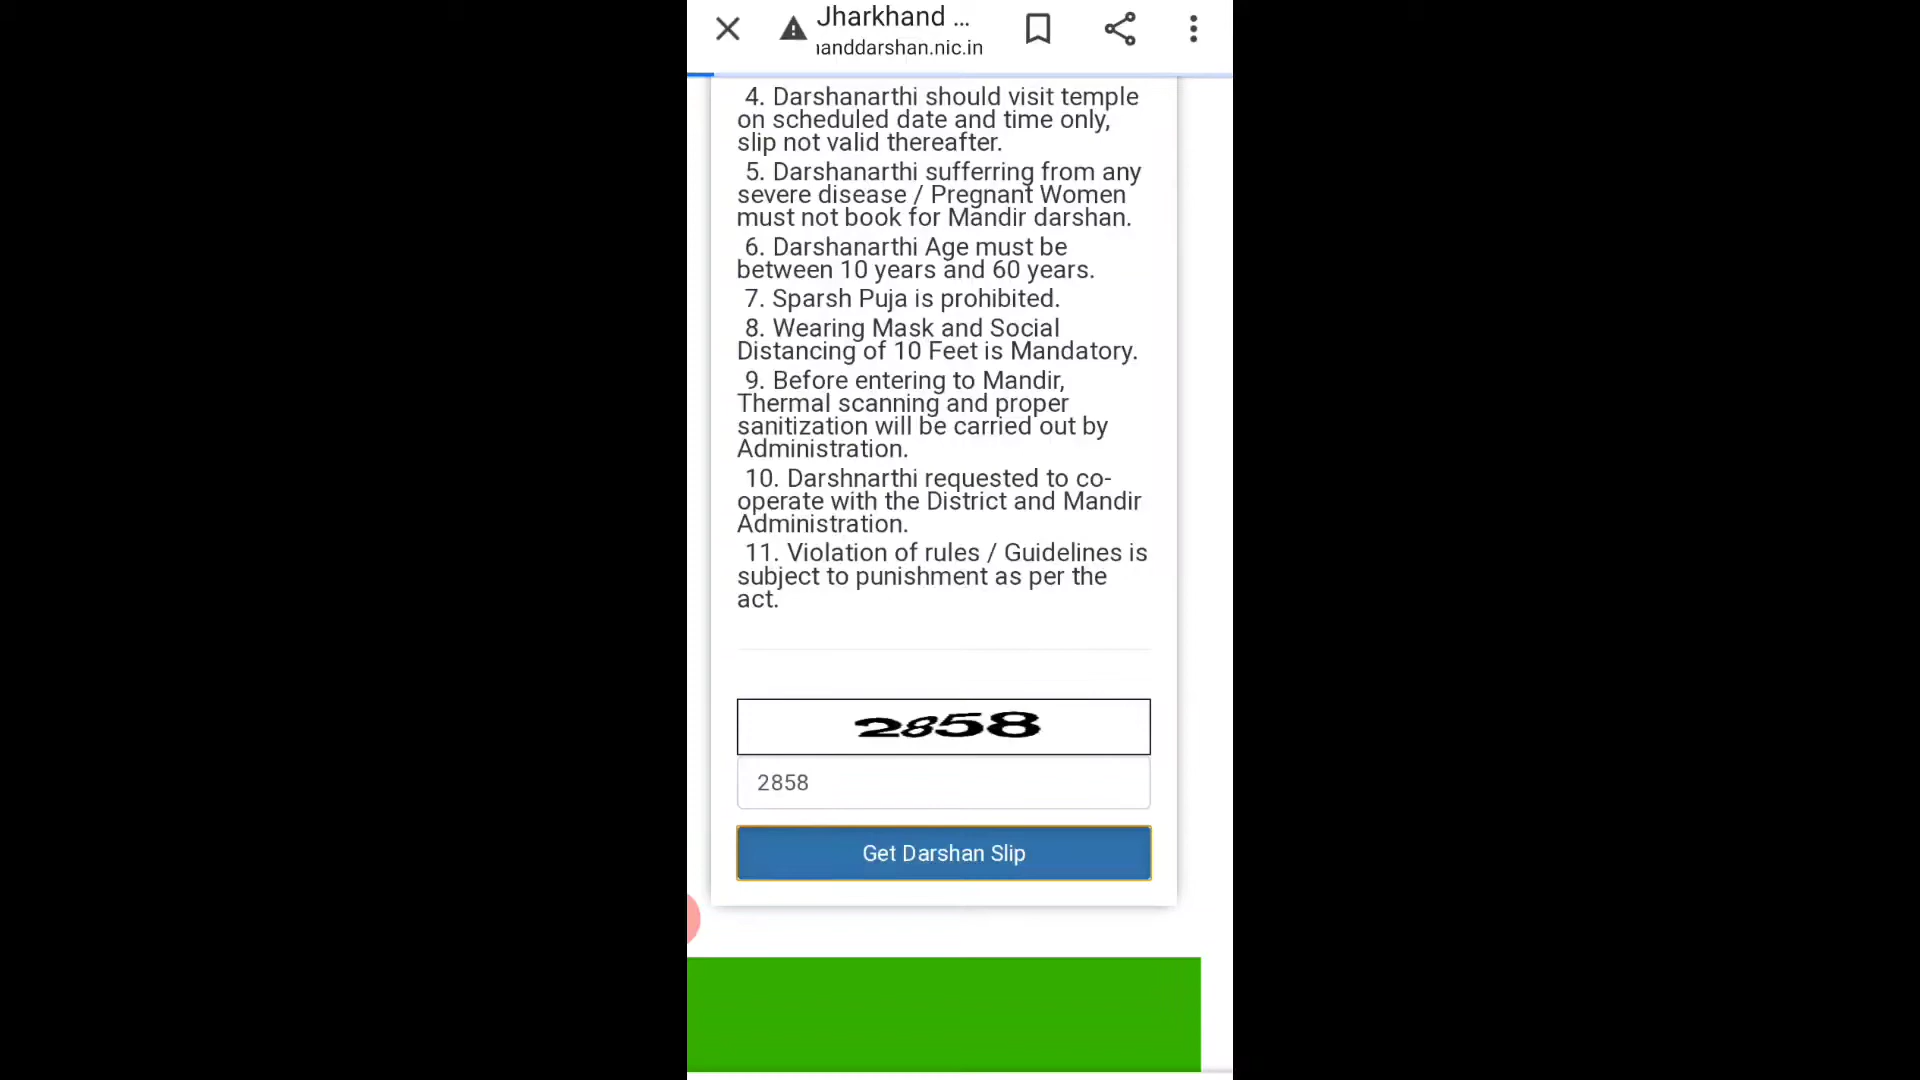 Jharkhand ...
anddarshan.nic.in
4. Darshanarthi should visit temple
on scheduled date and time only,
slip not valid thereafter.
5. Darshanarthi sufferring from any
severe disease / Pregnant Women
must not book for Mandir darshan.
6. Darshanarthi Age must be
between 10 years and 60 years.
7. Sparsh Puja is prohibited.
8. Wearing Mask and Social
Distancing of 10 Feet is Mandatory.
9. Before entering to Mandir,
Thermal scanning and proper
sanitization will be carried out by
Administration.
10. Darshnarthi requested to co-
operate with the District and Mandir
Administration.
11. Violation of rules / Guidelines is
subject to punishment as per the
act.
2858
2858
Get Darshan Slip